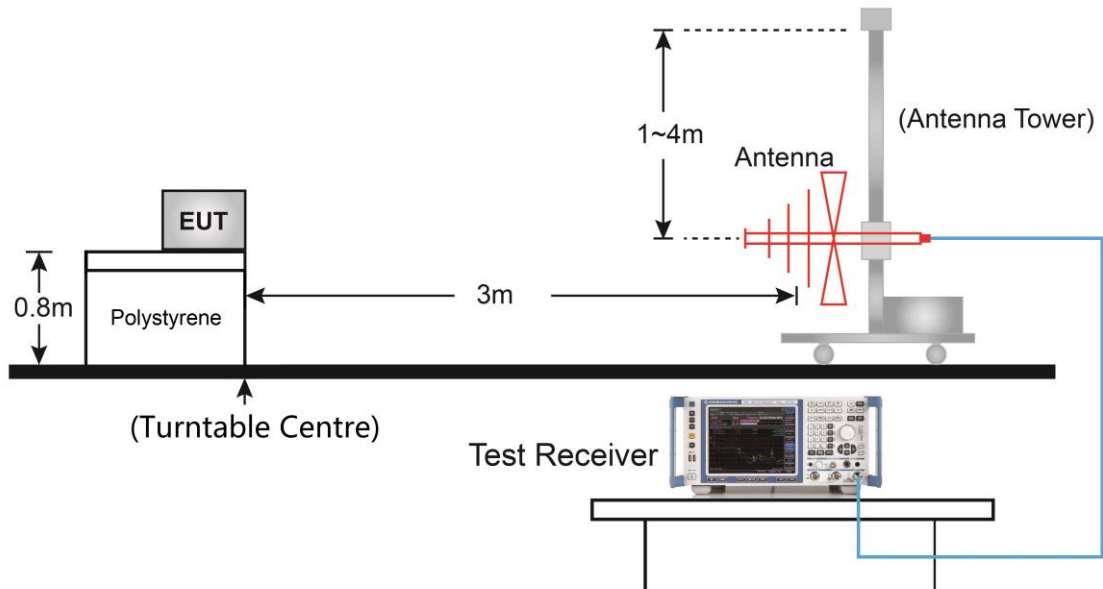 (Antenna Tower)
1~4m
Antenna
EUT
0.8m
Polystyrene
3m
(Turntable Centre)
Test Receiver